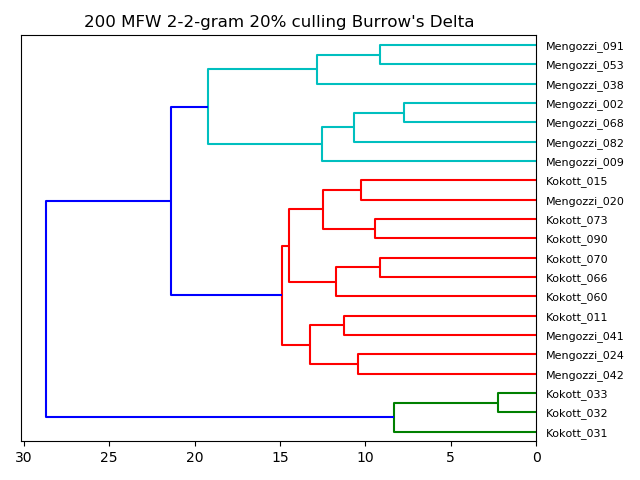 200 MFW 2-2-gram 20% culling Burrow's Delta
Mengozzi_091
Mengozzi_053
Mengozzi_038
Mengozzi_002
Mengozzi_068
Mengozzi_082
Mengozzi_009
Kokott_015
Mengozzi_020
Kokott_073
Kokott_090
Kokott_070
Kokott_066
Kokott_060
Kokott_011
Mengozzi_041
Mengozzi_024
Mengozzi_042
Kokott_033
Kokott_032
Kokott_031
30 25 20 15 10 5 0